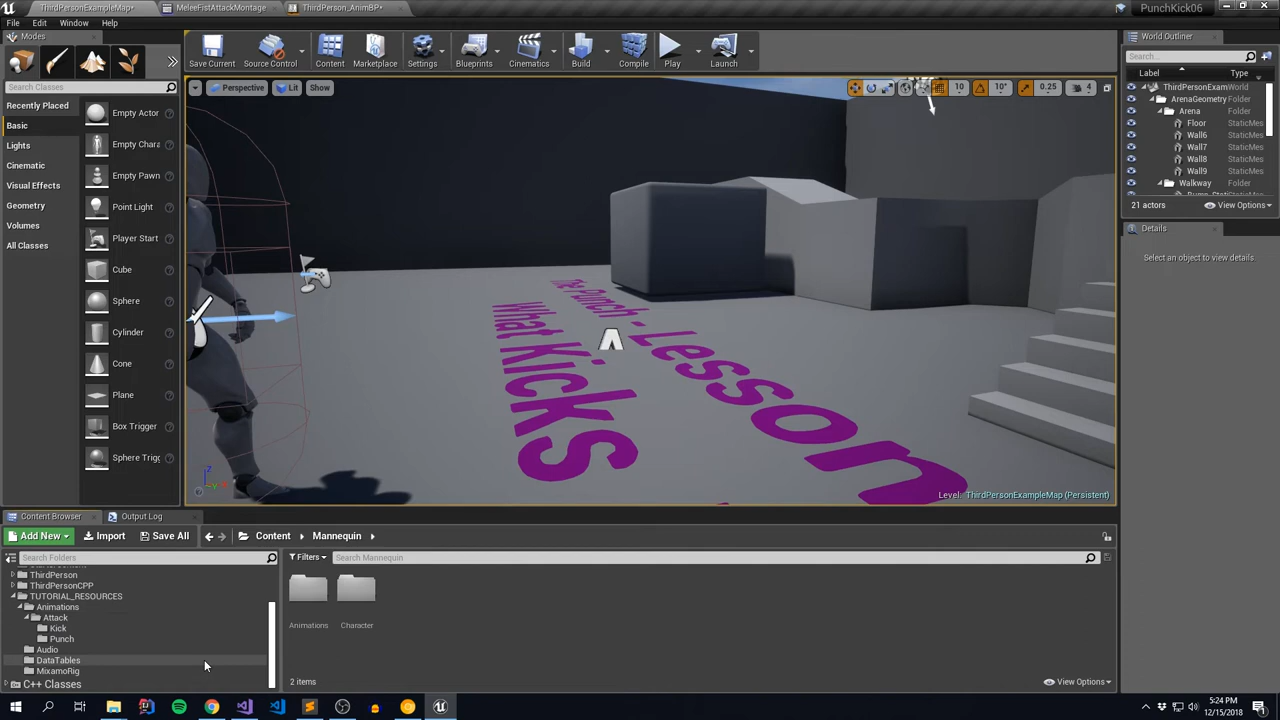 ThirdPersonExampleMap*
MeleeFistAttackMontage
ThirdPerson_AnimBP*
PunchKick06
File
Edit
Window
Help
Modes
Search Classes
Recently Placed
Basic
Lights
Cinematic
Visual Effects
Geometry
Volumes
All Classes
Empty Actor
Empty Chara
Empty Pawn
Point Light
Player Start
Cube
Sphere
Cylinder
Cone
Plane
Box Trigger
Sphere Trigg
Save Current
Source Control
Content
Marketplace
Settings
Blueprints
Cinematics
Build
Compile
Play
Launch
Perspective
Lit
Show
10
10°
0.25
4
The Punch - Lesson
What Kicks
Level: ThirdPersonExampleMap (Persistent)
World Outliner
Search...
Label
Type
ThirdPersonExam World
ArenaGeometry Folder
Arena Folder
Floor StaticMes
Wall6 StaticMes
Wall7 StaticMes
Wall8 StaticMes
Wall9 StaticMes
Walkway Folder
21 actors
View Options
Details
Select an object to view details.
Content Browser
Output Log
Add New
Import
Save All
Content
Mannequin
Search Folders
Filters
Search Mannequin
ThirdPerson
ThirdPersonCPP
TUTORIAL_RESOURCES
Animations
Attack
Kick
Punch
Audio
DataTables
MixamoRig
C++ Classes
Animations
Character
2 items
View Options
5:24 PM
12/15/2018